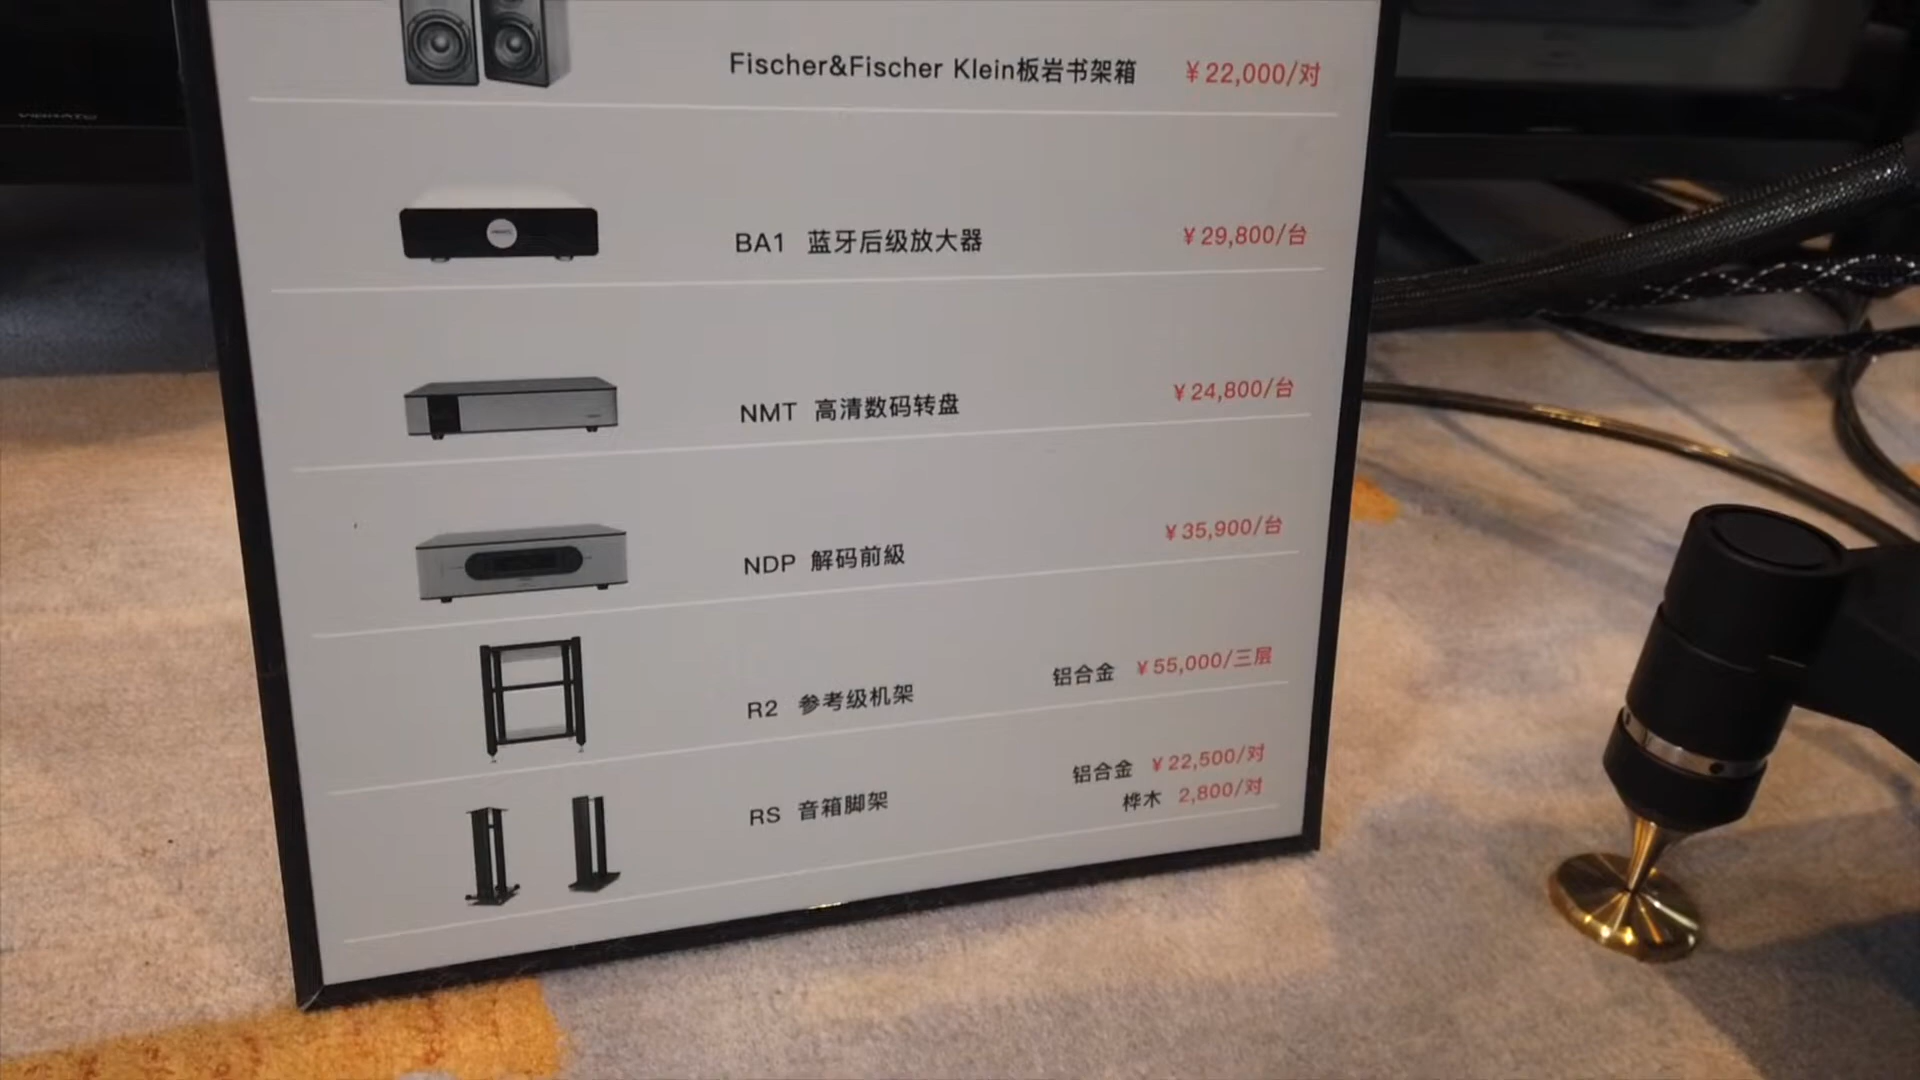 Fischer&Fischer Klein板岩书架箱 ¥22,000/对
VIBRATO
BA1 蓝牙后级放大器 ¥29,800/台
NMT 高清数码转盘 ¥24,800/台
NDP 解码前級 ¥35,900/台
R2 参考级机架 铝合金 ¥55,000/三层
RS 音箱脚架 铝合金 ¥22,500/对
桦木 2,800/对